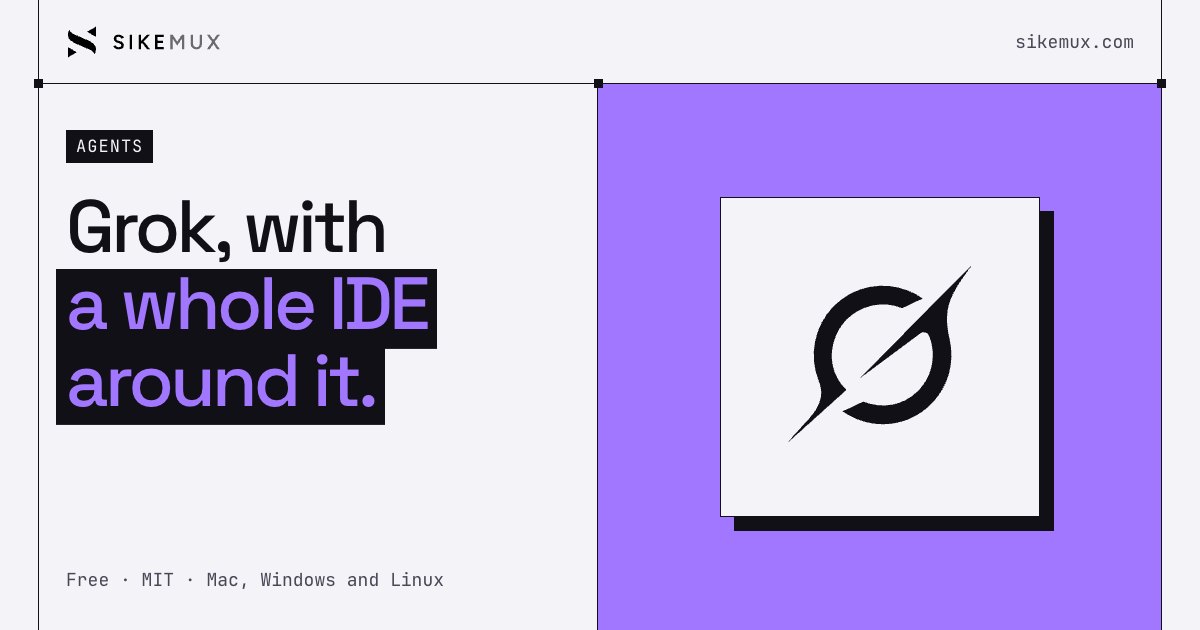 SIKEMUX
sikemux.com
AGENTS
Grok, with
a whole IDE
around it.
Free · MIT · Mac, Windows and Linux